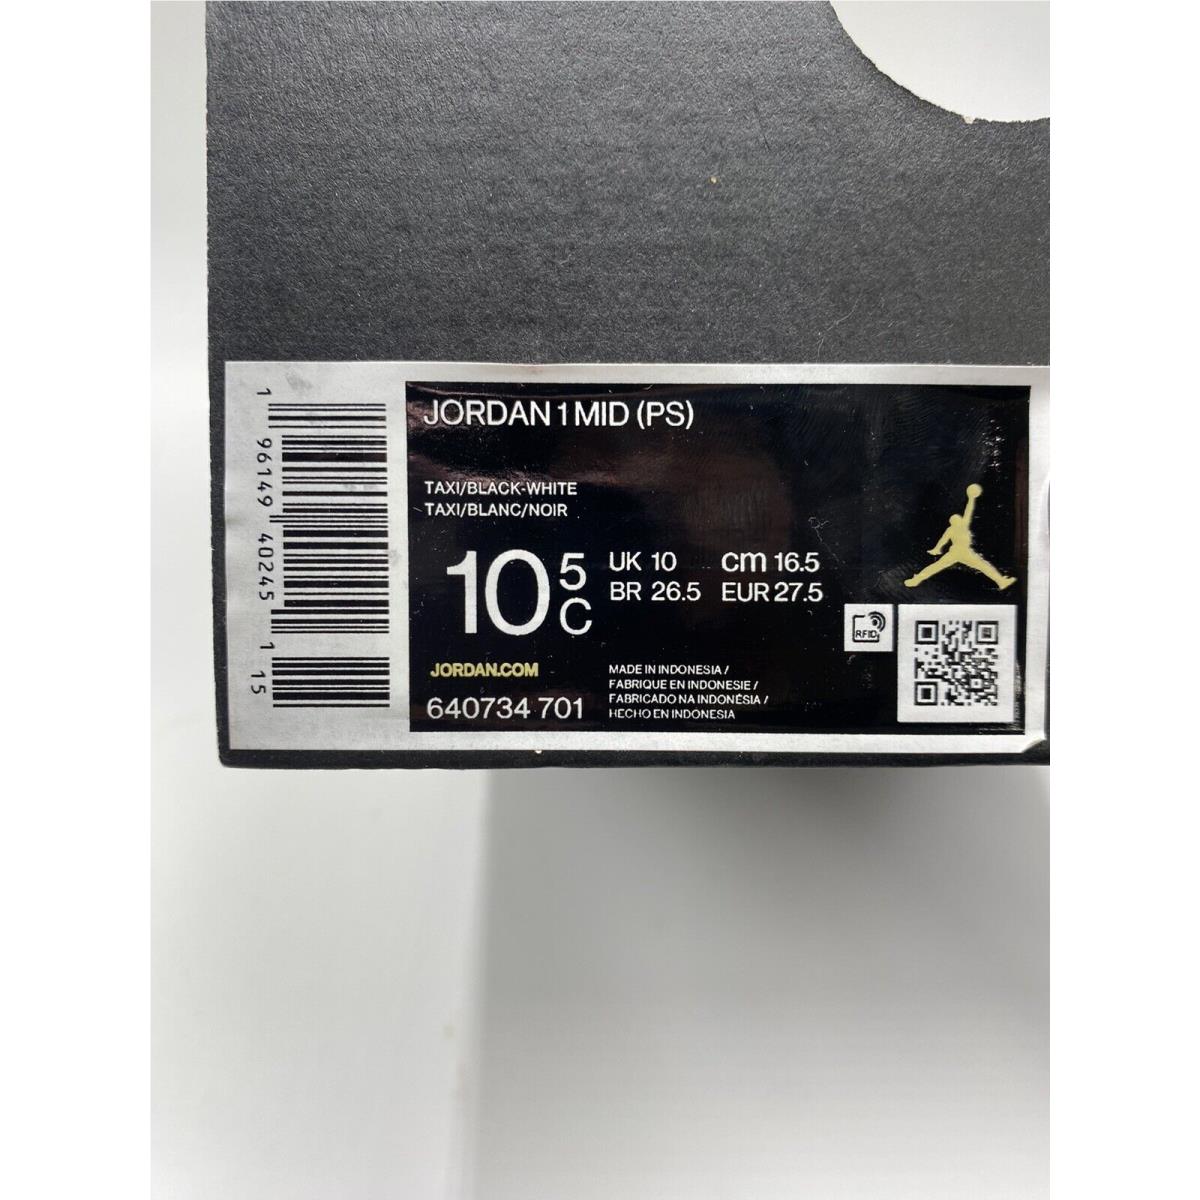 JORDAN 1 MID (PS)
TAXI/BLACK-WHITE
TAXI/BLANC/NOIR
10 5 C
UK 10 cm 16.5
BR 26.5 EUR 27.5
JORDAN.COM
640734 701
MADE IN INDONESIA /
FABRIQUE EN INDONESIE /
FABRICADO NA INDONÉSIA /
HECHO EN INDONESIA
RFID
1 96149 40245 1 15